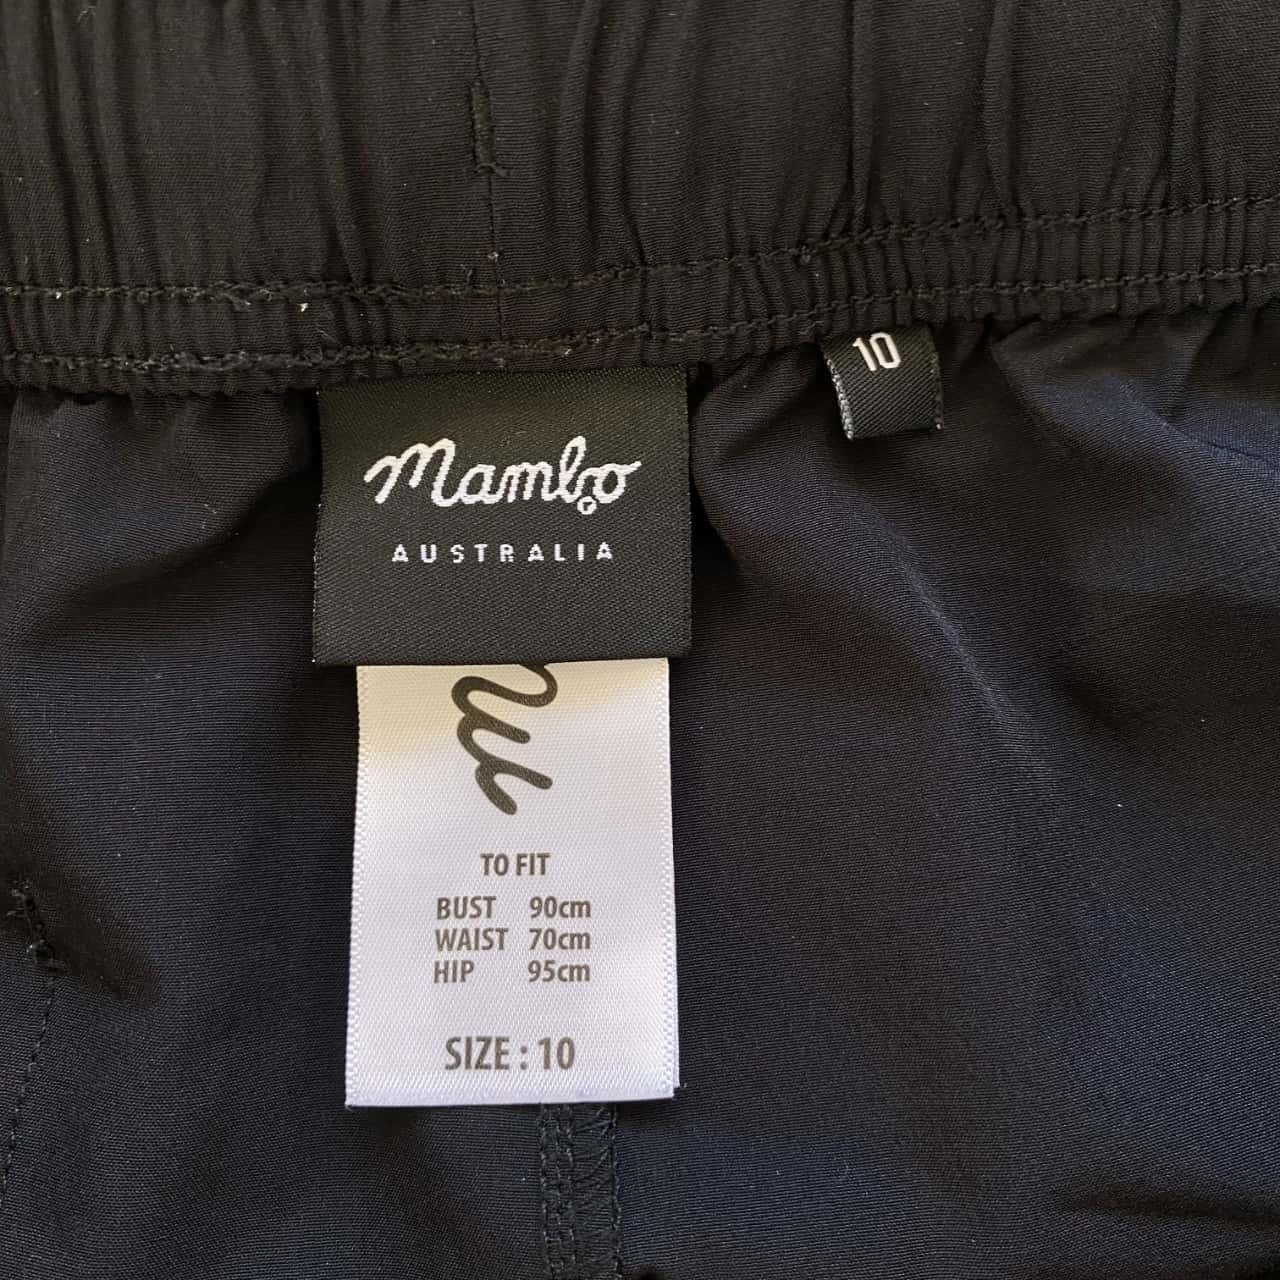 10
Mambo
AUSTRALIA
TO FIT
BUST 90cm
WAIST 70cm
HIP 95cm
SIZE : 10